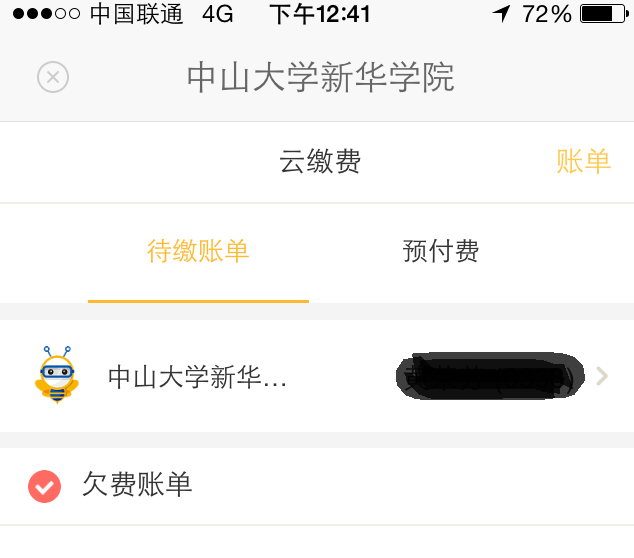 中国联通 4G 下午12:41 72%
中山大学新华学院
云缴费 账单
待缴账单 预付费
中山大学新华...
欠费账单